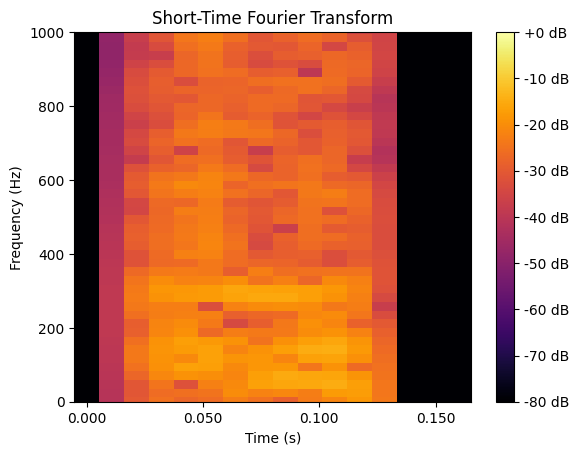 Short-Time Fourier Transform
Frequency (Hz)
1000
800
600
400
200
0
0.000 0.050 0.100 0.150
Time (s)
+0 dB
-10 dB
-20 dB
-30 dB
-40 dB
-50 dB
-60 dB
-70 dB
-80 dB